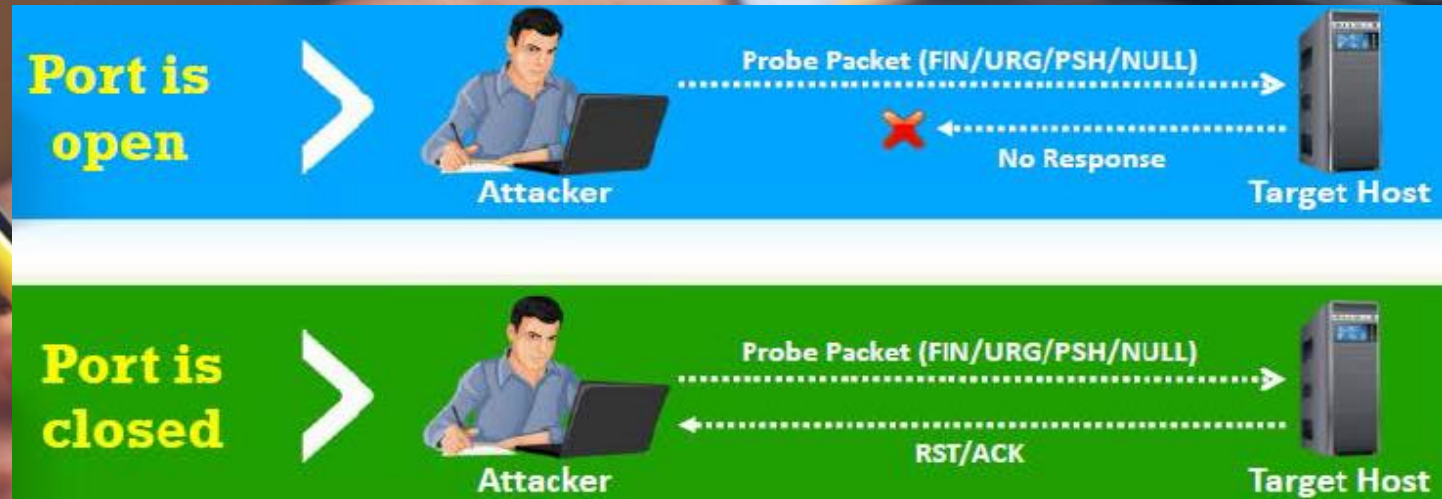 Port is
open
Probe Packet (FIN/URG/PSH/NULL)
No Response
Attacker
Target Host
Port is
closed
Probe Packet (FIN/URG/PSH/NULL)
RST/ACK
Attacker
Target Host